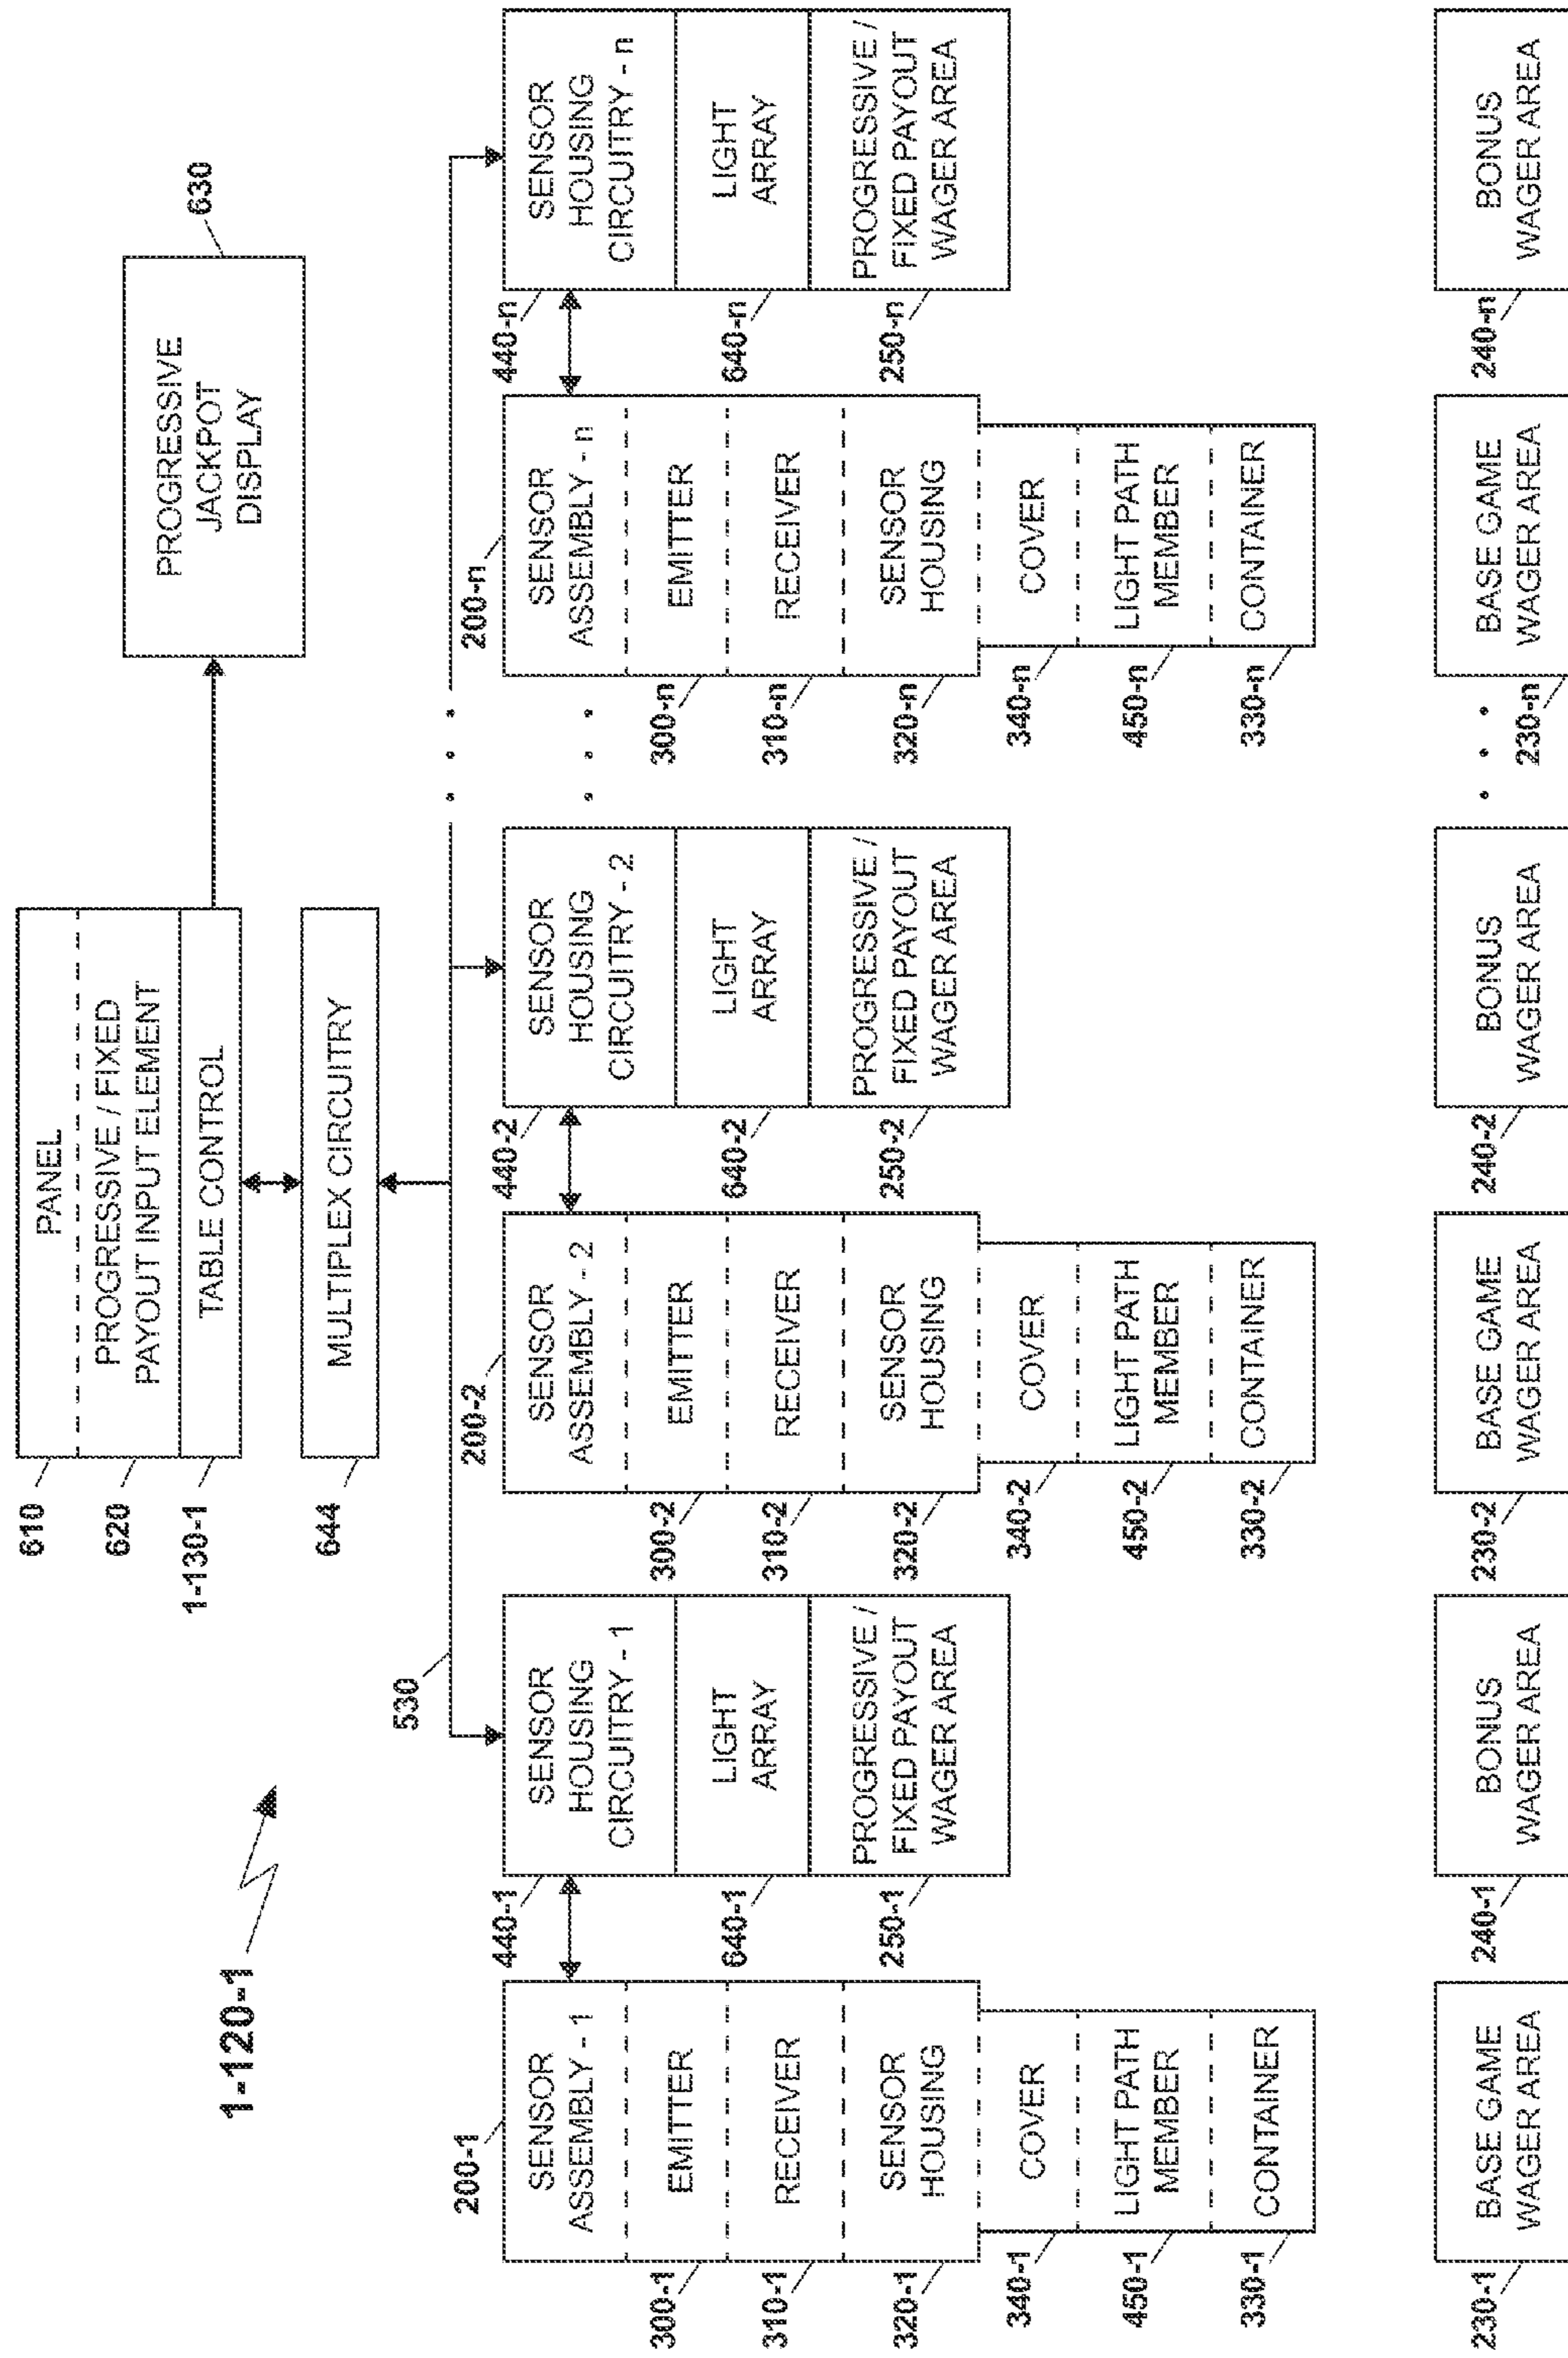 1-120-1
610
PANEL
620
PROGRESSIVE / FIXED
PAYOUT INPUT ELEMENT
1-130-1
TABLE CONTROL
644
MULTIPLEX CIRCUITRY
PROGRESSIVE
JACKPOT
DISPLAY
630
530
200-1
SENSOR
ASSEMBLY - 1
300-1
EMITTER
310-1
RECEIVER
320-1
SENSOR
HOUSING
340-1
COVER
450-1
LIGHT PATH
MEMBER
330-1
CONTAINER
440-1
SENSOR
HOUSING
CIRCUITRY - 1
640-1
LIGHT
ARRAY
250-1
PROGRESSIVE /
FIXED PAYOUT
WAGER AREA
200-2
SENSOR
ASSEMBLY - 2
300-2
EMITTER
310-2
RECEIVER
320-2
SENSOR
HOUSING
340-2
COVER
450-2
LIGHT PATH
MEMBER
330-2
CONTAINER
440-2
SENSOR
HOUSING
CIRCUITRY - 2
640-2
LIGHT
ARRAY
250-2
PROGRESSIVE /
FIXED PAYOUT
WAGER AREA
. . .
. . .
200-n
SENSOR
ASSEMBLY - n
300-n
EMITTER
310-n
RECEIVER
320-n
SENSOR
HOUSING
340-n
COVER
450-n
LIGHT PATH
MEMBER
330-n
CONTAINER
440-n
SENSOR
HOUSING
CIRCUITRY - n
640-n
LIGHT
ARRAY
250-n
PROGRESSIVE /
FIXED PAYOUT
WAGER AREA
230-1
BASE GAME
WAGER AREA
240-1
BONUS
WAGER AREA
230-2
BASE GAME
WAGER AREA
240-2
BONUS
WAGER AREA
. . .
230-n
BASE GAME
WAGER AREA
240-n
BONUS
WAGER AREA